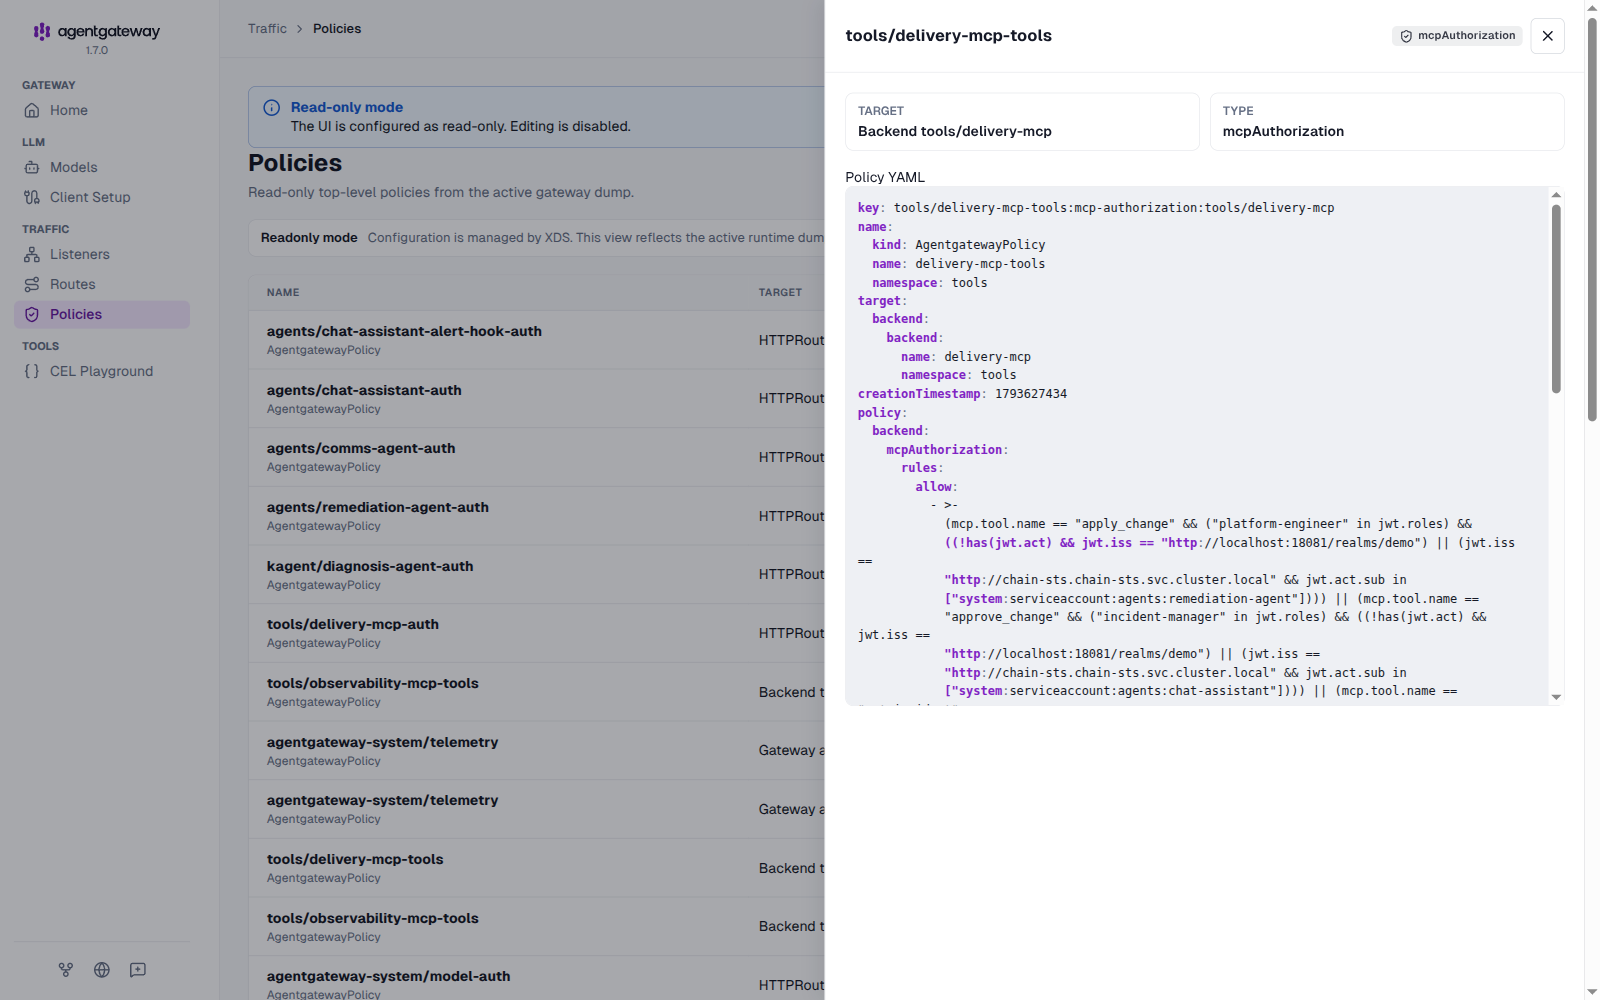 agentgateway
1.7.0
GATEWAY
Home
LLM
Models
Client Setup
TRAFFIC
Listeners
Routes
Policies
TOOLS
CEL Playground
Traffic > Policies
Read-only mode
The UI is configured as read-only. Editing is disabled.
Policies
Read-only top-level policies from the active gateway dump.
Readonly mode Configuration is managed by XDS. This view reflects the active runtime dum
NAME TARGET
agents/chat-assistant-alert-hook-auth
AgentgatewayPolicy
HTTPRout
agents/chat-assistant-auth
AgentgatewayPolicy
HTTPRout
agents/comms-agent-auth
AgentgatewayPolicy
HTTPRout
agents/remediation-agent-auth
AgentgatewayPolicy
HTTPRout
kagent/diagnosis-agent-auth
AgentgatewayPolicy
HTTPRout
tools/delivery-mcp-auth
AgentgatewayPolicy
HTTPRout
tools/observability-mcp-tools
AgentgatewayPolicy
Backend t
agentgateway-system/telemetry
AgentgatewayPolicy
Gateway a
agentgateway-system/telemetry
AgentgatewayPolicy
Gateway a
tools/delivery-mcp-tools
AgentgatewayPolicy
Backend t
tools/observability-mcp-tools
AgentgatewayPolicy
Backend t
agentgateway-system/model-auth
AgentgatewayPolicy
HTTPRout
tools/delivery-mcp-tools
mcpAuthorization
TARGET
Backend tools/delivery-mcp
TYPE
mcpAuthorization
Policy YAML
key: tools/delivery-mcp-tools:mcp-authorization:tools/delivery-mcp
name:
  kind: AgentgatewayPolicy
  name: delivery-mcp-tools
  namespace: tools
target:
  backend:
    backend:
      name: delivery-mcp
      namespace: tools
creationTimestamp: 1793627434
policy:
  backend:
    mcpAuthorization:
      rules:
        allow:
          - >-
            (mcp.tool.name == "apply_change" && ("platform-engineer" in jwt.roles) &&
            ((!has(jwt.act) && jwt.iss == "http://localhost:18081/realms/demo") || (jwt.iss
==
            "http://chain-sts.chain-sts.svc.cluster.local" && jwt.act.sub in
            ["system:serviceaccount:agents:remediation-agent"]))) || (mcp.tool.name ==
            "approve_change" && ("incident-manager" in jwt.roles) && ((!has(jwt.act) &&
jwt.iss ==
            "http://localhost:18081/realms/demo") || (jwt.iss ==
            "http://chain-sts.chain-sts.svc.cluster.local" && jwt.act.sub in
            ["system:serviceaccount:agents:chat-assistant"]))) || (mcp.tool.name ==